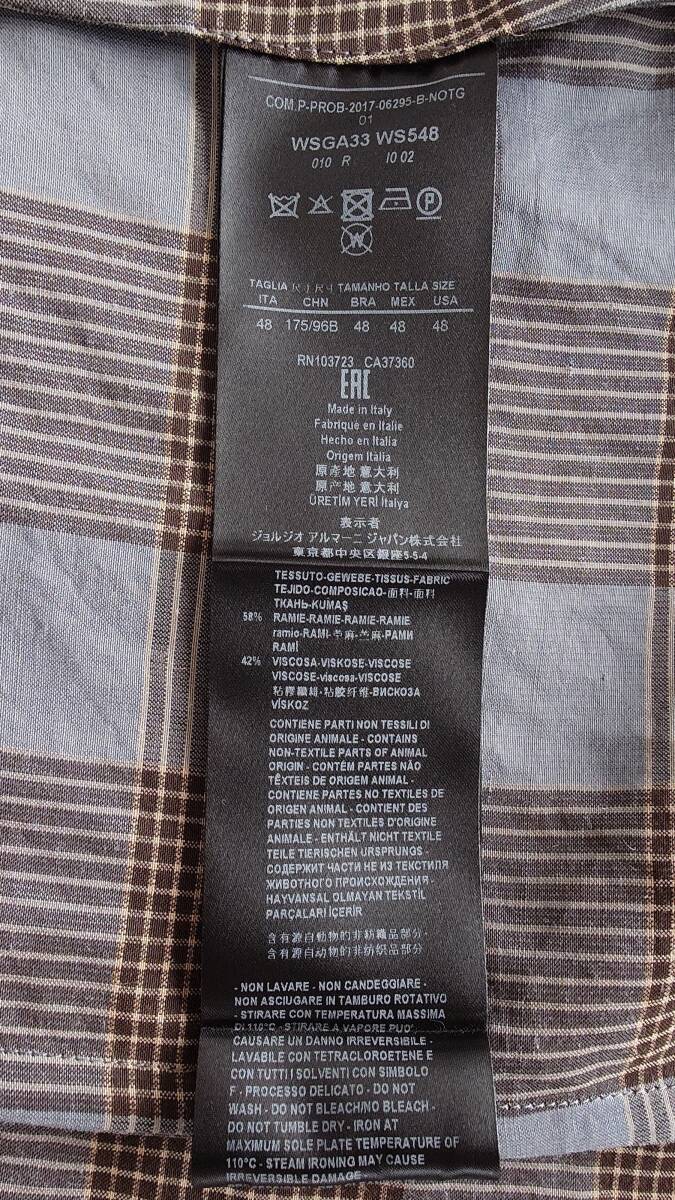 COM.P-PROB-2017-06295-B-NOTG
01
WSGA33 WS548
010 R IO 02
P
W
TAGLIA 尺寸 尺寸 TAMANHO TALLA SIZE
ITA CHN BRA MEX USA
48 175/96B 48 48 48
RN103723 CA37360
EAC
Made in Italy
Fabriqué en Italie
Hecho en Italia
Origem Itália
原產地 意大利
原产地 意大利
ÜRETİM YERİ İtalya
表示者
ジョルジオ アルマーニ ジャパン株式会社
東京都中央区銀座5-5-4
TESSUTO-GEWEBE-TISSUS-FABRIC
TEJIDO-COMPOSICAO-面料-面料
ТКАНЬ-KUMAŞ
58% RAMIE-RAMIE-RAMIE-RAMIE
ramio-RAMI-苧麻-苎麻-РАМИ
RAMİ
42% VISCOSA-VISKOSE-VISCOSE
VISCOSE-viscosa-VISCOSE
粘膠纖維-粘胶纤维-ВИСКОЗА
VİSKOZ
CONTIENE PARTI NON TESSILI DI
ORIGINE ANIMALE - CONTAINS
NON-TEXTILE PARTS OF ANIMAL
ORIGIN - CONTÉM PARTES NÃO
TÊXTEIS DE ORIGEM ANIMAL -
CONTIENE PARTES NO TEXTILES DE
ORIGEN ANIMAL - CONTIENT DES
PARTIES NON TEXTILES D'ORIGINE
ANIMALE - ENTHÄLT NICHT TEXTILE
TEILE TIERISCHEN URSPRUNGS -
СОДЕРЖИТ ЧАСТИ НЕ ИЗ ТЕКСТИЛЯ
ЖИВОТНОГО ПРОИСХОЖДЕНИЯ -
HAYVANSAL OLMAYAN TEKSTİL
PARÇALARI İÇERİR
含有源自動物的非紡織品部分-
含有源自动物的非纺织品部分
- NON LAVARE - NON CANDEGGIARE -
NON ASCIUGARE IN TAMBURO ROTATIVO
- STIRARE CON TEMPERATURA MASSIMA
DI 110°C - STIRARE A VAPORE PUO'
CAUSARE UN DANNO IRREVERSIBILE -
LAVABILE CON TETRACLOROETENE E
CON TUTTI I SOLVENTI CON SIMBOLO
F - PROCESSO DELICATO - DO NOT
WASH - DO NOT BLEACH/NO BLEACH -
DO NOT TUMBLE DRY - IRON AT
MAXIMUM SOLE PLATE TEMPERATURE OF
110°C - STEAM IRONING MAY CAUSE
IRREVERSIBLE DAMAGE